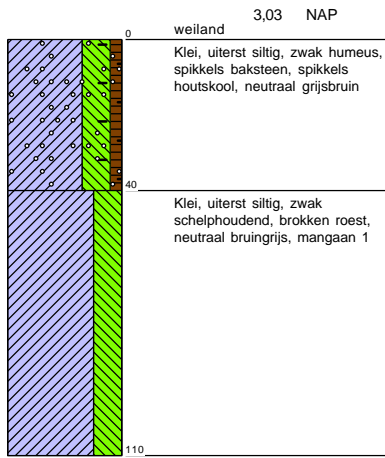 3,03 NAP
weiland
0
Klei, uiterst siltig, zwak humeus,
spikkels baksteen, spikkels
houtskool, neutraal grijsbruin
40
Klei, uiterst siltig, zwak
schelphoudend, brokken roest,
neutraal bruingrijs, mangaan 1
110